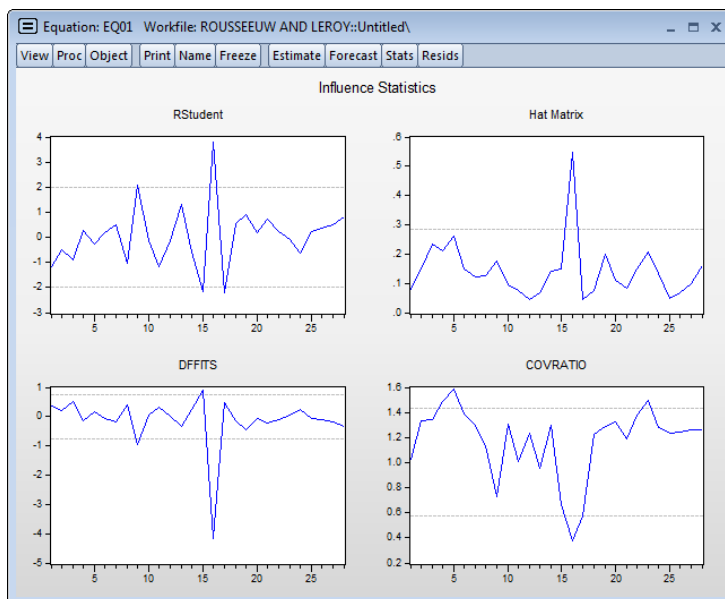 Equation: EQ01 Workfile: ROUSSEEUW AND LEROY::Untitled\
View Proc Object Print Name Freeze Estimate Forecast Stats Resids
Influence Statistics
RStudent
4
3
2
1
0
-1
-2
-3
5 10 15 20 25
Hat Matrix
.6
.5
.4
.3
.2
.1
.0
5 10 15 20 25
DFFITS
1
0
-1
-2
-3
-4
-5
5 10 15 20 25
COVRATIO
1.6
1.4
1.2
1.0
0.8
0.6
0.4
0.2
5 10 15 20 25